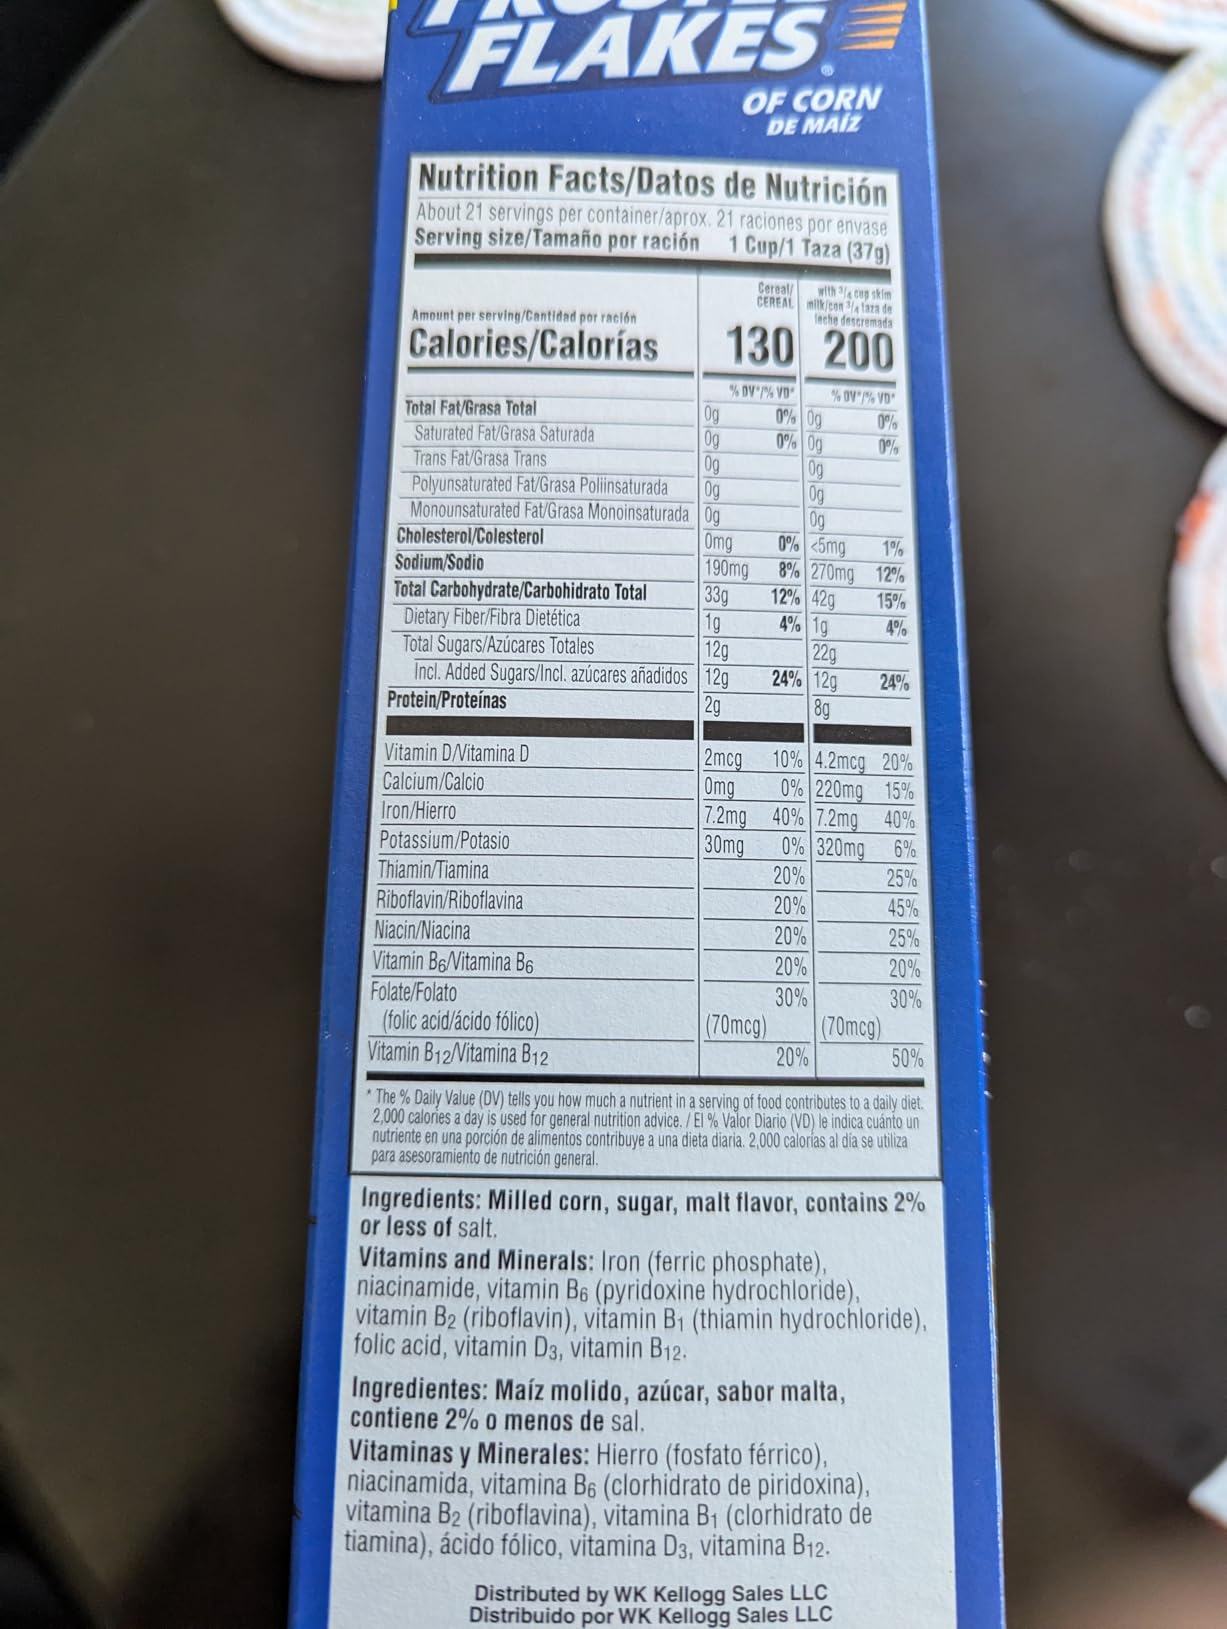 FLAKES
OF CORN
DE MAÍZ
Nutrition Facts/Datos de Nutrición
About 21 servings per container/aprox. 21 raciones por envase
Serving size/Tamaño por ración 1 Cup/1 Taza (37g)
Cereal/ with 3/4 cup skim
CEREAL milk/con 3/4 taza de
leche descremada
Amount per serving/Cantidad por ración
Calories/Calorías 130 200
% DV*/% VD* % DV*/% VD*
Total Fat/Grasa Total 0g 0% 0g 0%
Saturated Fat/Grasa Saturada 0g 0% 0g 0%
Trans Fat/Grasa Trans 0g 0g
Polyunsaturated Fat/Grasa Poliinsaturada 0g 0g
Monounsaturated Fat/Grasa Monoinsaturada 0g 0g
Cholesterol/Colesterol 0mg 0% <5mg 1%
Sodium/Sodio 190mg 8% 270mg 12%
Total Carbohydrate/Carbohidrato Total 33g 12% 42g 15%
Dietary Fiber/Fibra Dietética 1g 4% 1g 4%
Total Sugars/Azúcares Totales 12g 22g
Incl. Added Sugars/Incl. azúcares añadidos 12g 24% 12g 24%
Protein/Proteínas 2g 8g
Vitamin D/Vitamina D 2mcg 10% 4.2mcg 20%
Calcium/Calcio 0mg 0% 220mg 15%
Iron/Hierro 7.2mg 40% 7.2mg 40%
Potassium/Potasio 30mg 0% 320mg 6%
Thiamin/Tiamina 20% 25%
Riboflavin/Riboflavina 20% 45%
Niacin/Niacina 20% 25%
Vitamin B6/Vitamina B6 20% 20%
Folate/Folato 30% 30%
(folic acid/ácido fólico) (70mcg) (70mcg)
Vitamin B12/Vitamina B12 20% 50%
* The % Daily Value (DV) tells you how much a nutrient in a serving of food contributes to a daily diet.
2,000 calories a day is used for general nutrition advice. / El % Valor Diario (VD) le indica cuánto un
nutriente en una porción de alimentos contribuye a una dieta diaria. 2,000 calorías al día se utiliza
para asesoramiento de nutrición general.
Ingredients: Milled corn, sugar, malt flavor, contains 2%
or less of salt.
Vitamins and Minerals: Iron (ferric phosphate),
niacinamide, vitamin B6 (pyridoxine hydrochloride),
vitamin B2 (riboflavin), vitamin B1 (thiamin hydrochloride),
folic acid, vitamin D3, vitamin B12.
Ingredientes: Maíz molido, azúcar, sabor malta,
contiene 2% o menos de sal.
Vitaminas y Minerales: Hierro (fosfato férrico),
niacinamida, vitamina B6 (clorhidrato de piridoxina),
vitamina B2 (riboflavina), vitamina B1 (clorhidrato de
tiamina), ácido fólico, vitamina D3, vitamina B12.
Distributed by WK Kellogg Sales LLC
Distribuido por WK Kellogg Sales LLC